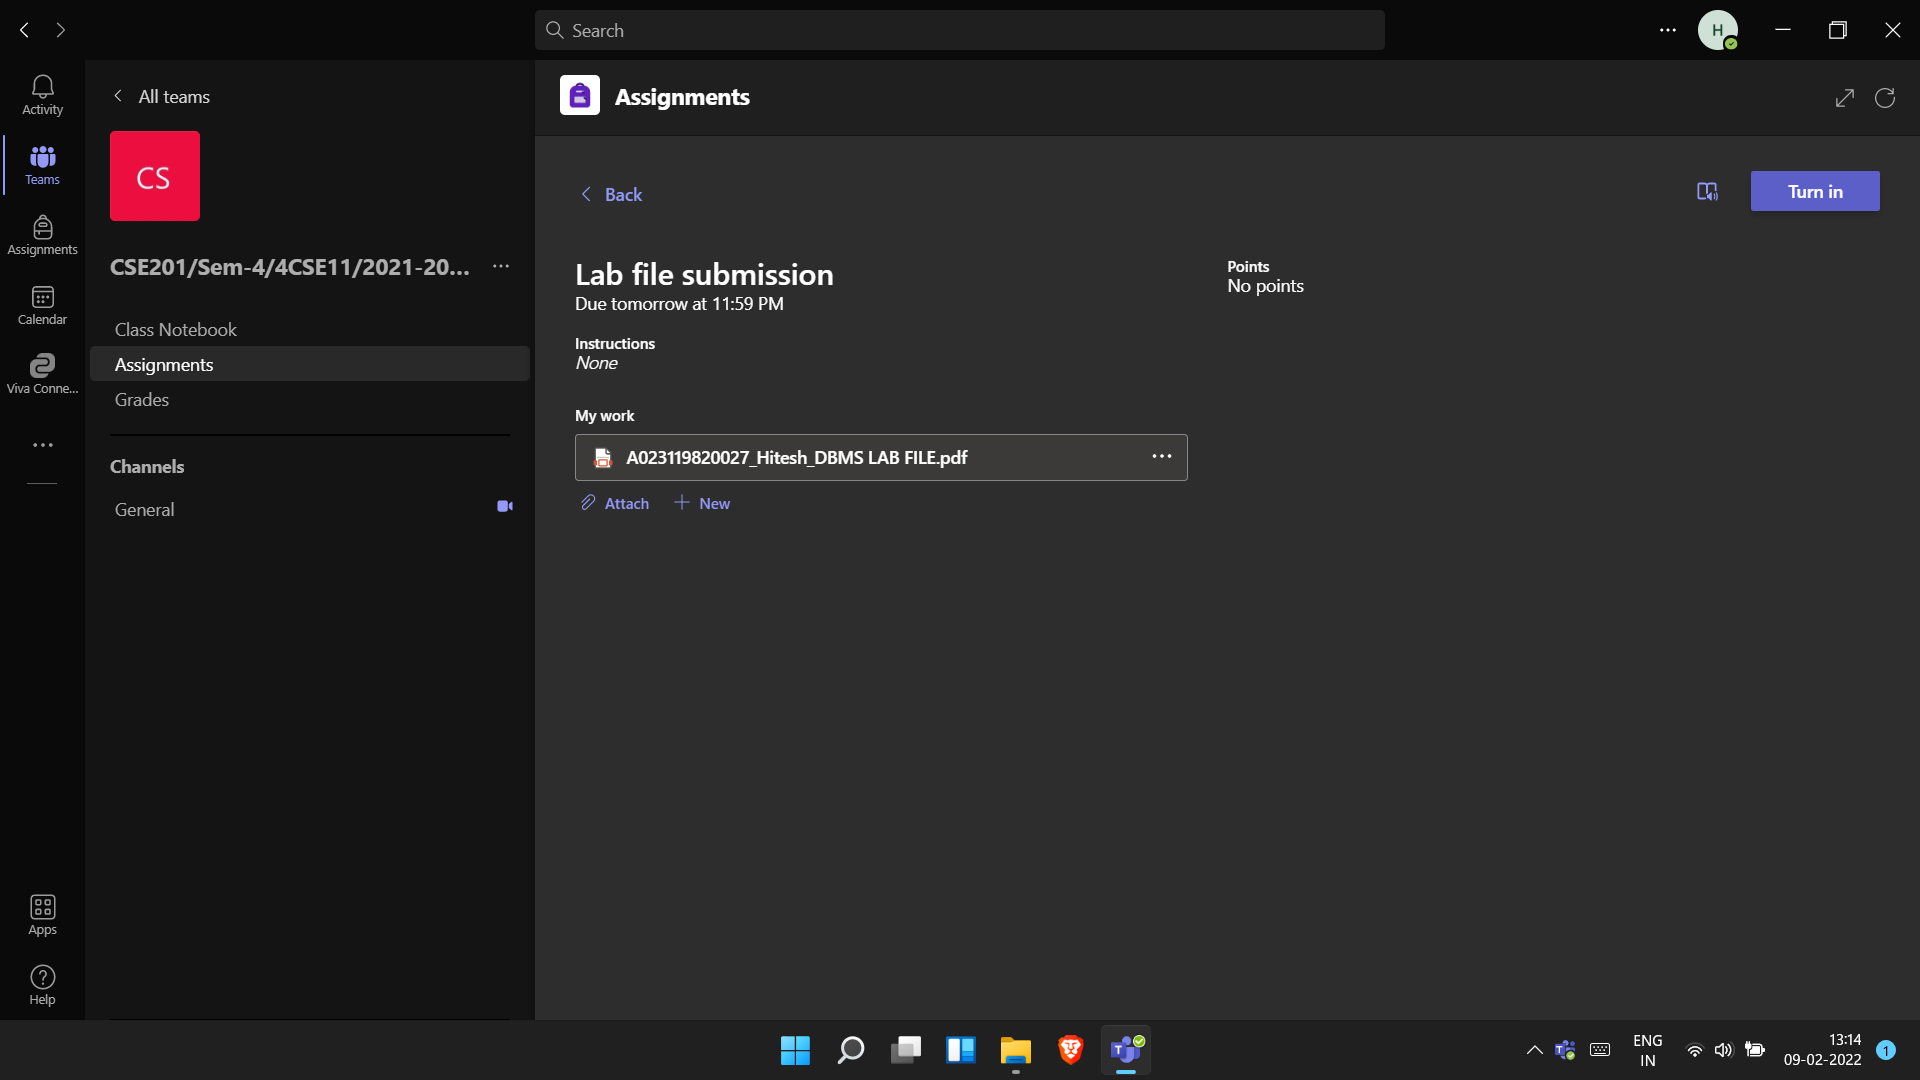 Search
H
Activity
Teams
Assignments
Calendar
Viva Conne...
Apps
Help
All teams
CS
CSE201/Sem-4/4CSE11/2021-20...
Class Notebook
Assignments
Grades
Channels
General
Assignments
Back
Turn in
Lab file submission
Due tomorrow at 11:59 PM
Points
No points
Instructions
None
My work
A023119820027_Hitesh_DBMS LAB FILE.pdf
Attach
New
T
T
ENG
IN
13:14
09-02-2022
1